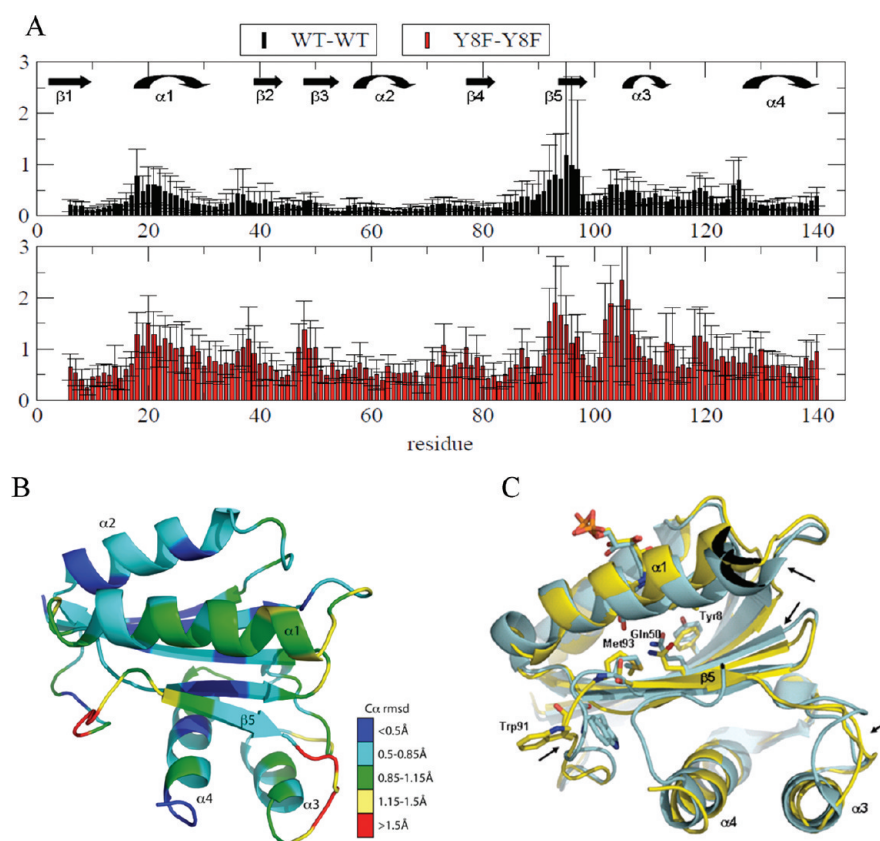 A
WT-WT Y8F-Y8F
3
β1 α1 β2 β3 α2 β4 β5 α3 α4
2
1
0
0 20 40 60 80 100 120 140
3
2
1
0
0 20 40 60 80 100 120 140
residue
B
α2
α1
β5
α4
α3
Cα rmsd
<0.5Å
0.5-0.85Å
0.85-1.15Å
1.15-1.5Å
>1.5Å
C
α1
Tyr8
Gln50
Met93
β5
Trp91
α4
α3